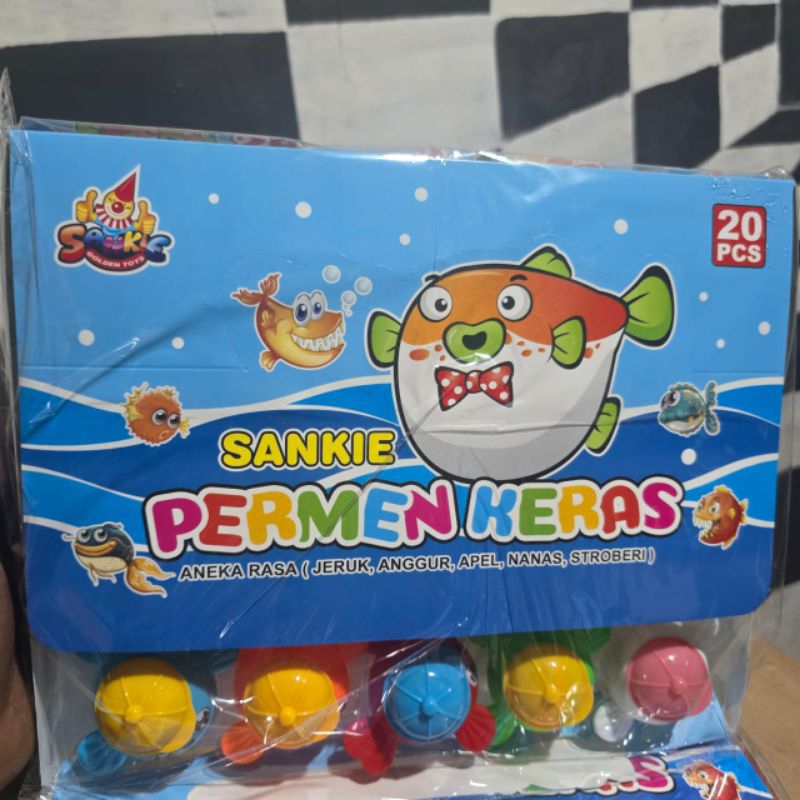 SANKIE
GOLDEN TOYS
20
PCS
SANKIE
PERMEN KERAS
ANEKA RASA ( JERUK, ANGGUR, APEL, NANAS, STROBERI )